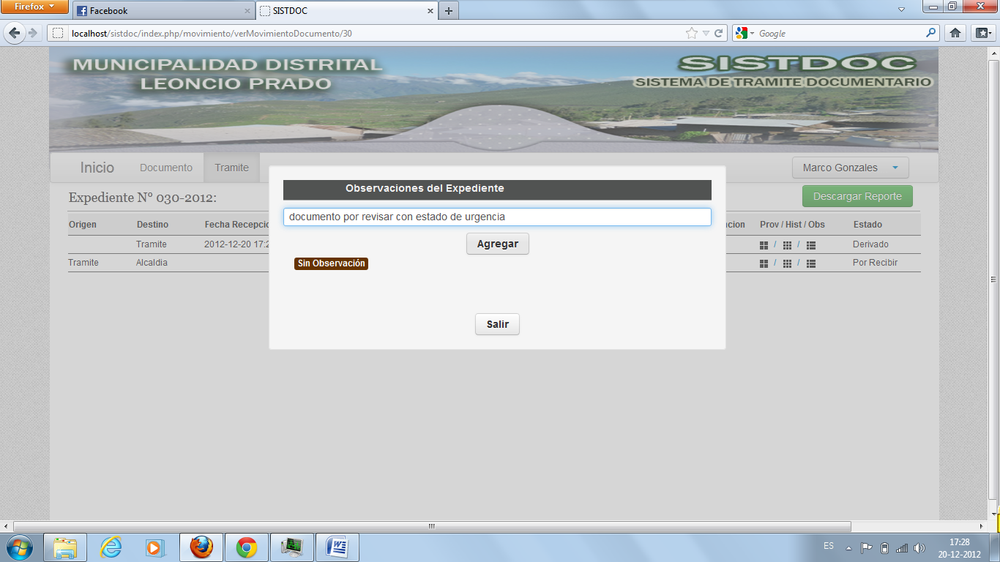 Firefox
Facebook
SISTDOC
localhost/sistdoc/index.php/movimiento/verMovimientoDocumento/30
Google
MUNICIPALIDAD DISTRITAL
LEONCIO PRADO
SISTDOC
SISTEMA DE TRAMITE DOCUMENTARIO
Inicio
Documento
Tramite
Marco Gonzales
Expediente N° 030-2012:
Descargar Reporte
Observaciones del Expediente
documento por revisar con estado de urgencia
Agregar
Sin Observación
Salir
Origen Destino Fecha Recepcio cion Prov / Hist / Obs Estado
Tramite 2012-12-20 17:2 / / Derivado
Tramite Alcaldia / / Por Recibir
ES
17:28
20-12-2012